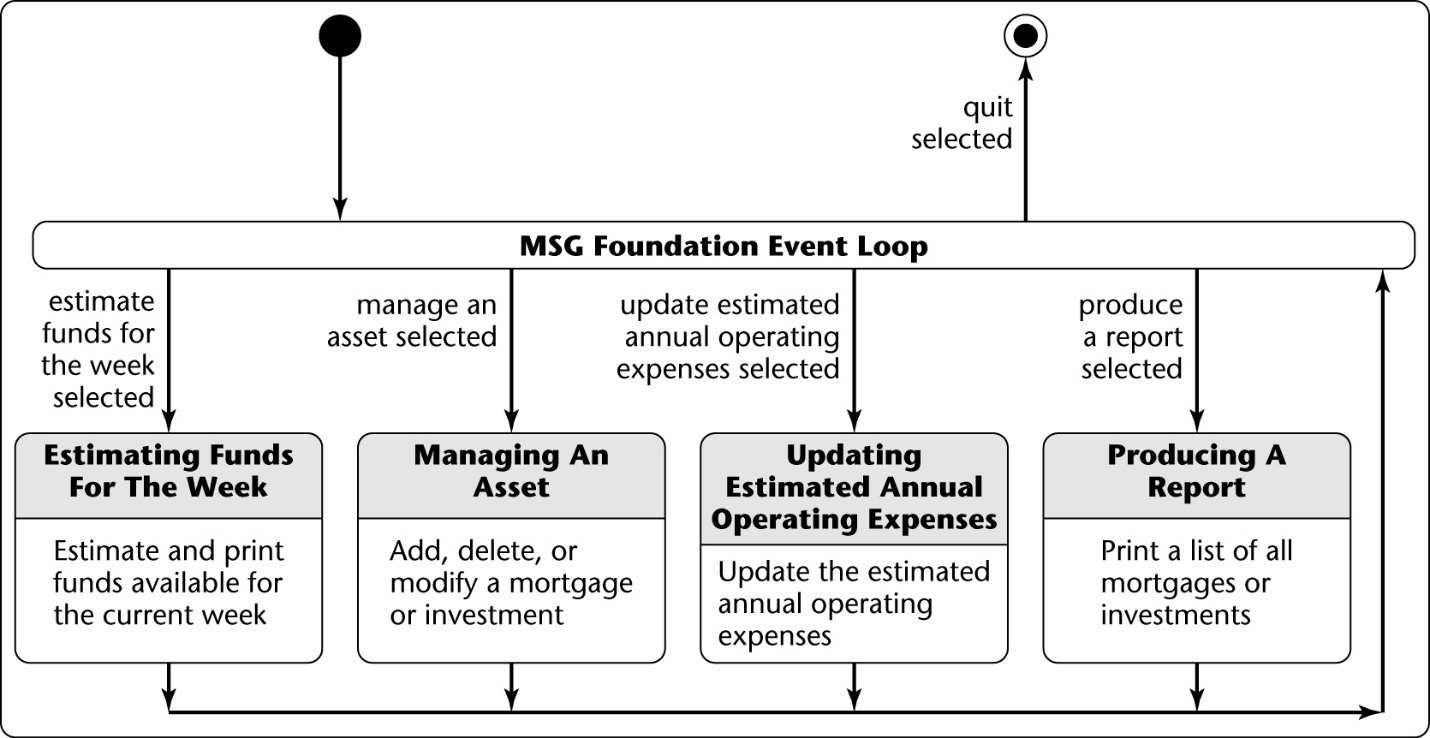 quit
selected
MSG Foundation Event Loop
estimate
funds for
the week
selected
manage an
asset selected
update estimated
annual operating
expenses selected
produce
a report
selected
Estimating Funds
For The Week
Estimate and print
funds available for
the current week
Managing An
Asset
Add, delete, or
modify a mortgage
or investment
Updating
Estimated Annual
Operating Expenses
Update the estimated
annual operating
expenses
Producing A
Report
Print a list of all
mortgages or
investments